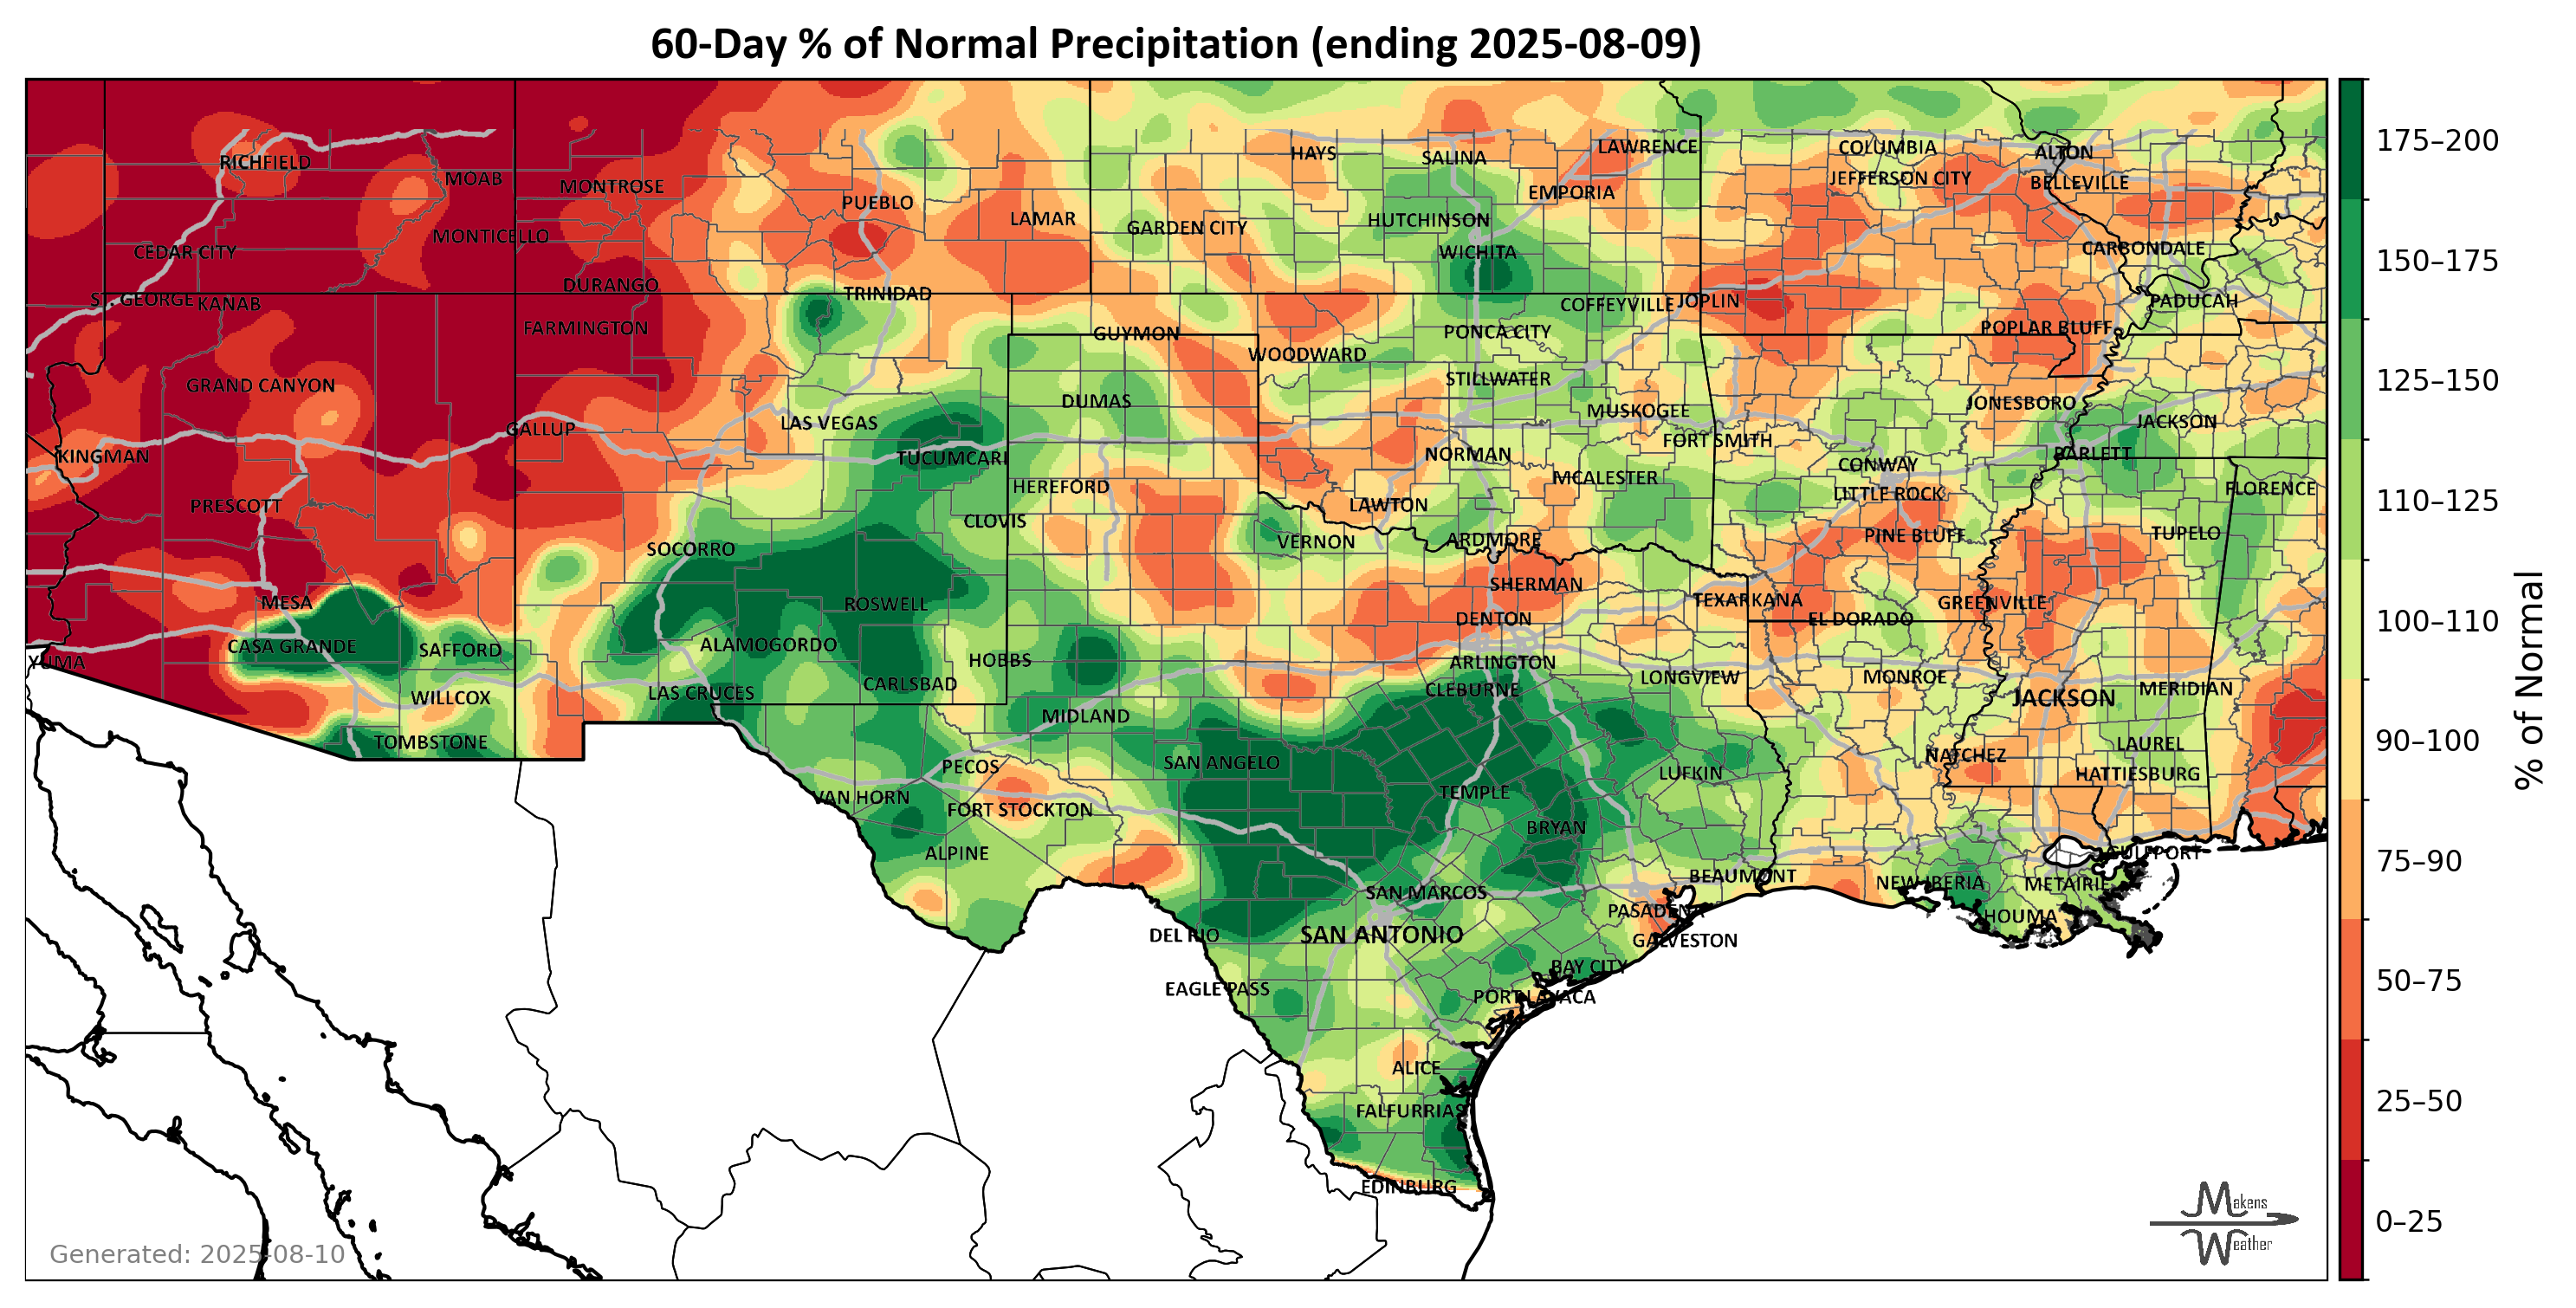 60-Day % of Normal Precipitation (ending 2025-08-09)
RICHFIELD
MOAB
MONTROSE
PUEBLO
LAMAR
HAYS
SALINA
LAWRENCE
COLUMBIA
ALTON
EMPORIA
JEFFERSON CITY
BELLEVILLE
MONTICELLO
GARDEN CITY
HUTCHINSON
CEDAR CITY
WICHITA
CARBONDALE
DURANGO
TRINIDAD
ST. GEORGE
KANAB
COFFEYVILLE
JOPLIN
PADUCAH
FARMINGTON
GUYMON
PONCA CITY
POPLAR BLUFF
WOODWARD
GRAND CANYON
STILLWATER
DUMAS
MUSKOGEE
JONESBORO
LAS VEGAS
JACKSON
GALLUP
FORT SMITH
KINGMAN
TUCUMCARI
NORMAN
BARLETT
CONWAY
HEREFORD
MCALESTER
LITTLE ROCK
FLORENCE
PRESCOTT
LAWTON
CLOVIS
PINE BLUFF
TUPELO
SOCORRO
VERNON
ARDMORE
SHERMAN
MESA
ROSWELL
TEXARKANA
GREENVILLE
DENTON
EL DORADO
CASA GRANDE
SAFFORD
ALAMOGORDO
YUMA
HOBBS
ARLINGTON
LONGVIEW
MONROE
WILLCOX
LAS CRUCES
CARLSBAD
CLEBURNE
JACKSON
MERIDIAN
MIDLAND
TOMBSTONE
LAUREL
PECOS
SAN ANGELO
NATCHEZ
LUFKIN
HATTIESBURG
VAN HORN
FORT STOCKTON
TEMPLE
BRYAN
ALPINE
GULFPORT
SAN MARCOS
BEAUMONT
NEW IBERIA
METAIRIE
PASADENA
HOUMA
DEL RIO
SAN ANTONIO
GALVESTON
BAY CITY
EAGLE PASS
PORT LAVACA
ALICE
FALFURRIAS
EDINBURG
175–200
150–175
125–150
110–125
100–110
90–100
75–90
50–75
25–50
0–25
% of Normal
Generated: 2025-08-10
Makens
Weather